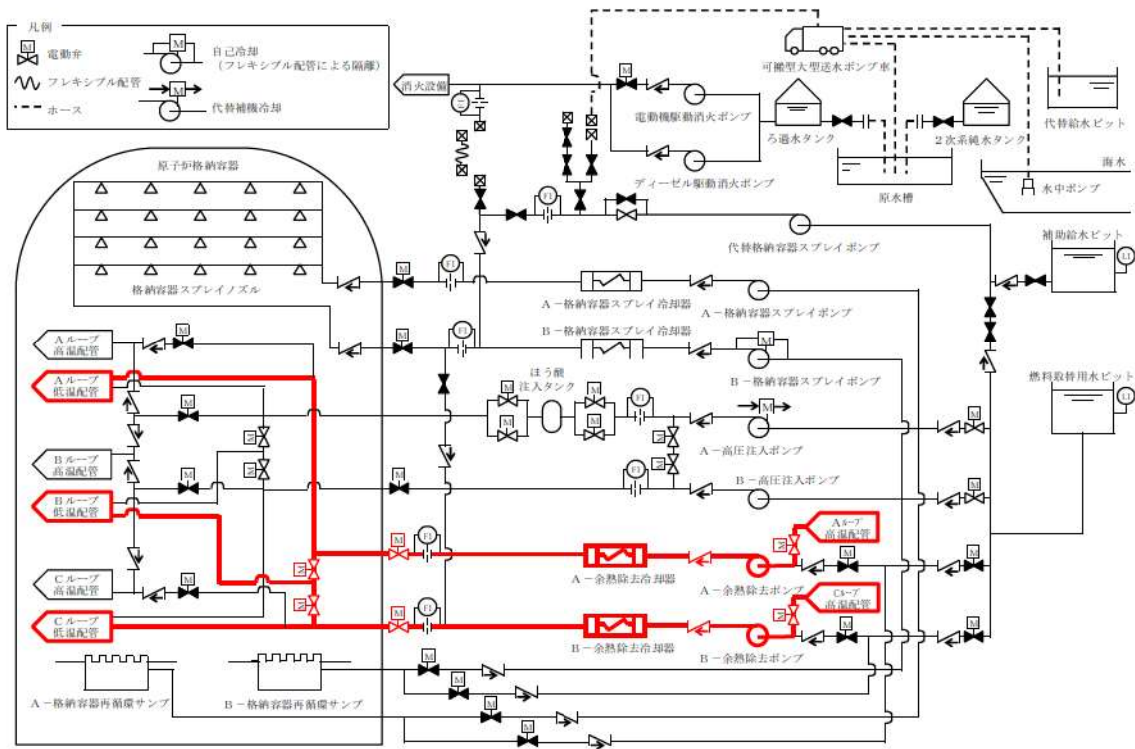 凡例
M
電動弁
フレキシブル配管
ホース
M
自己冷却
（フレキシブル配管による隔離）
M
代替補機冷却
消火設備
M
電動機駆動消火ポンプ
ディーゼル駆動消火ポンプ
可搬型大型送水ポンプ車
ろ過水タンク
2次系純水タンク
代替給水ピット
原水槽
海水
水中ポンプ
原子炉格納容器
格納容器スプレイノズル
FI
代替格納容器スプレイポンプ
補助給水ピット
LI
M
FI
A－格納容器スプレイ冷却器
A－格納容器スプレイポンプ
B－格納容器スプレイ冷却器
M
FI
M
B－格納容器スプレイポンプ
燃料取替用水ピット
LI
Aループ
高温配管
M
Aループ
低温配管
M
ほう酸
注入タンク
M
M
M
M
FI
M
A－高圧注入ポンプ
M
M
M
Bループ
高温配管
M
M
M
FI
B－高圧注入ポンプ
M
Bループ
低温配管
M
FI
A－余熱除去冷却器
A－余熱除去ポンプ
Aループ
高温配管
M
M
M
M
Cループ
高温配管
M
M
Cループ
低温配管
M
M
FI
B－余熱除去冷却器
B－余熱除去ポンプ
Cループ
高温配管
M
M
M
A－格納容器再循環サンプ
B－格納容器再循環サンプ
M
M
M
M